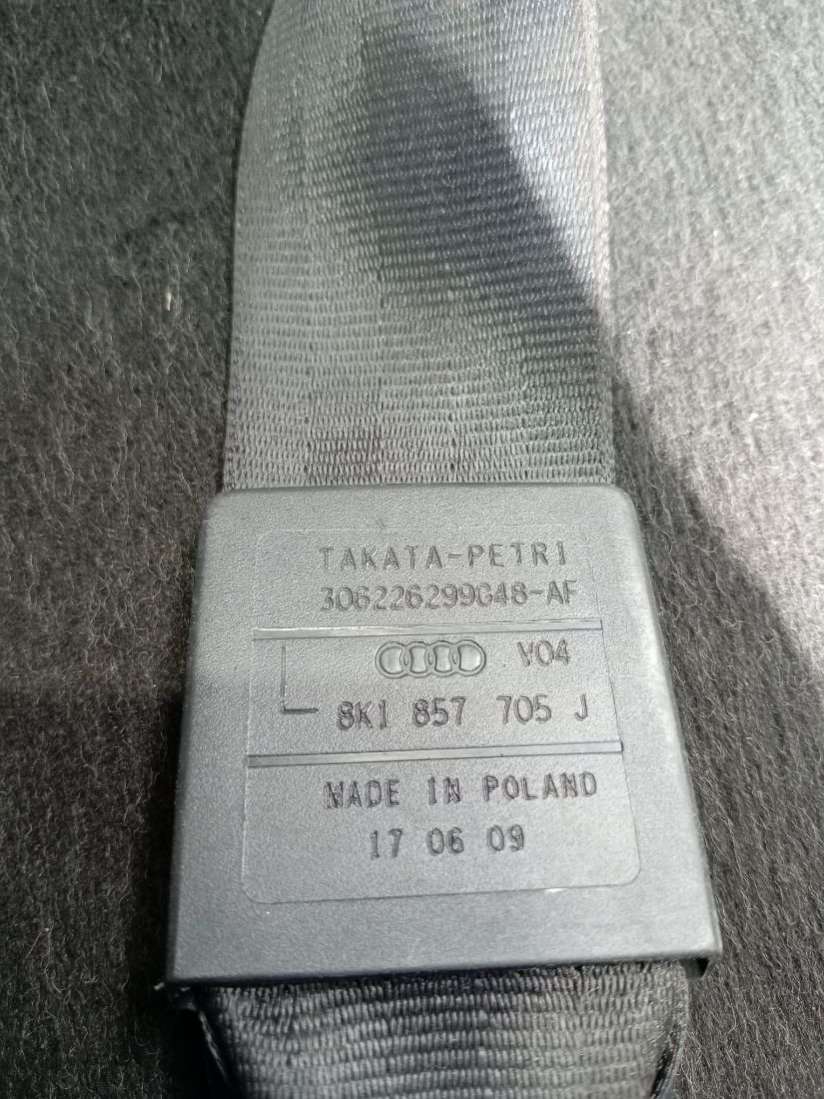 TAKATA-PETRI
306226299048-AF
V04
8K1 857 705 J
MADE IN POLAND
17 06 09